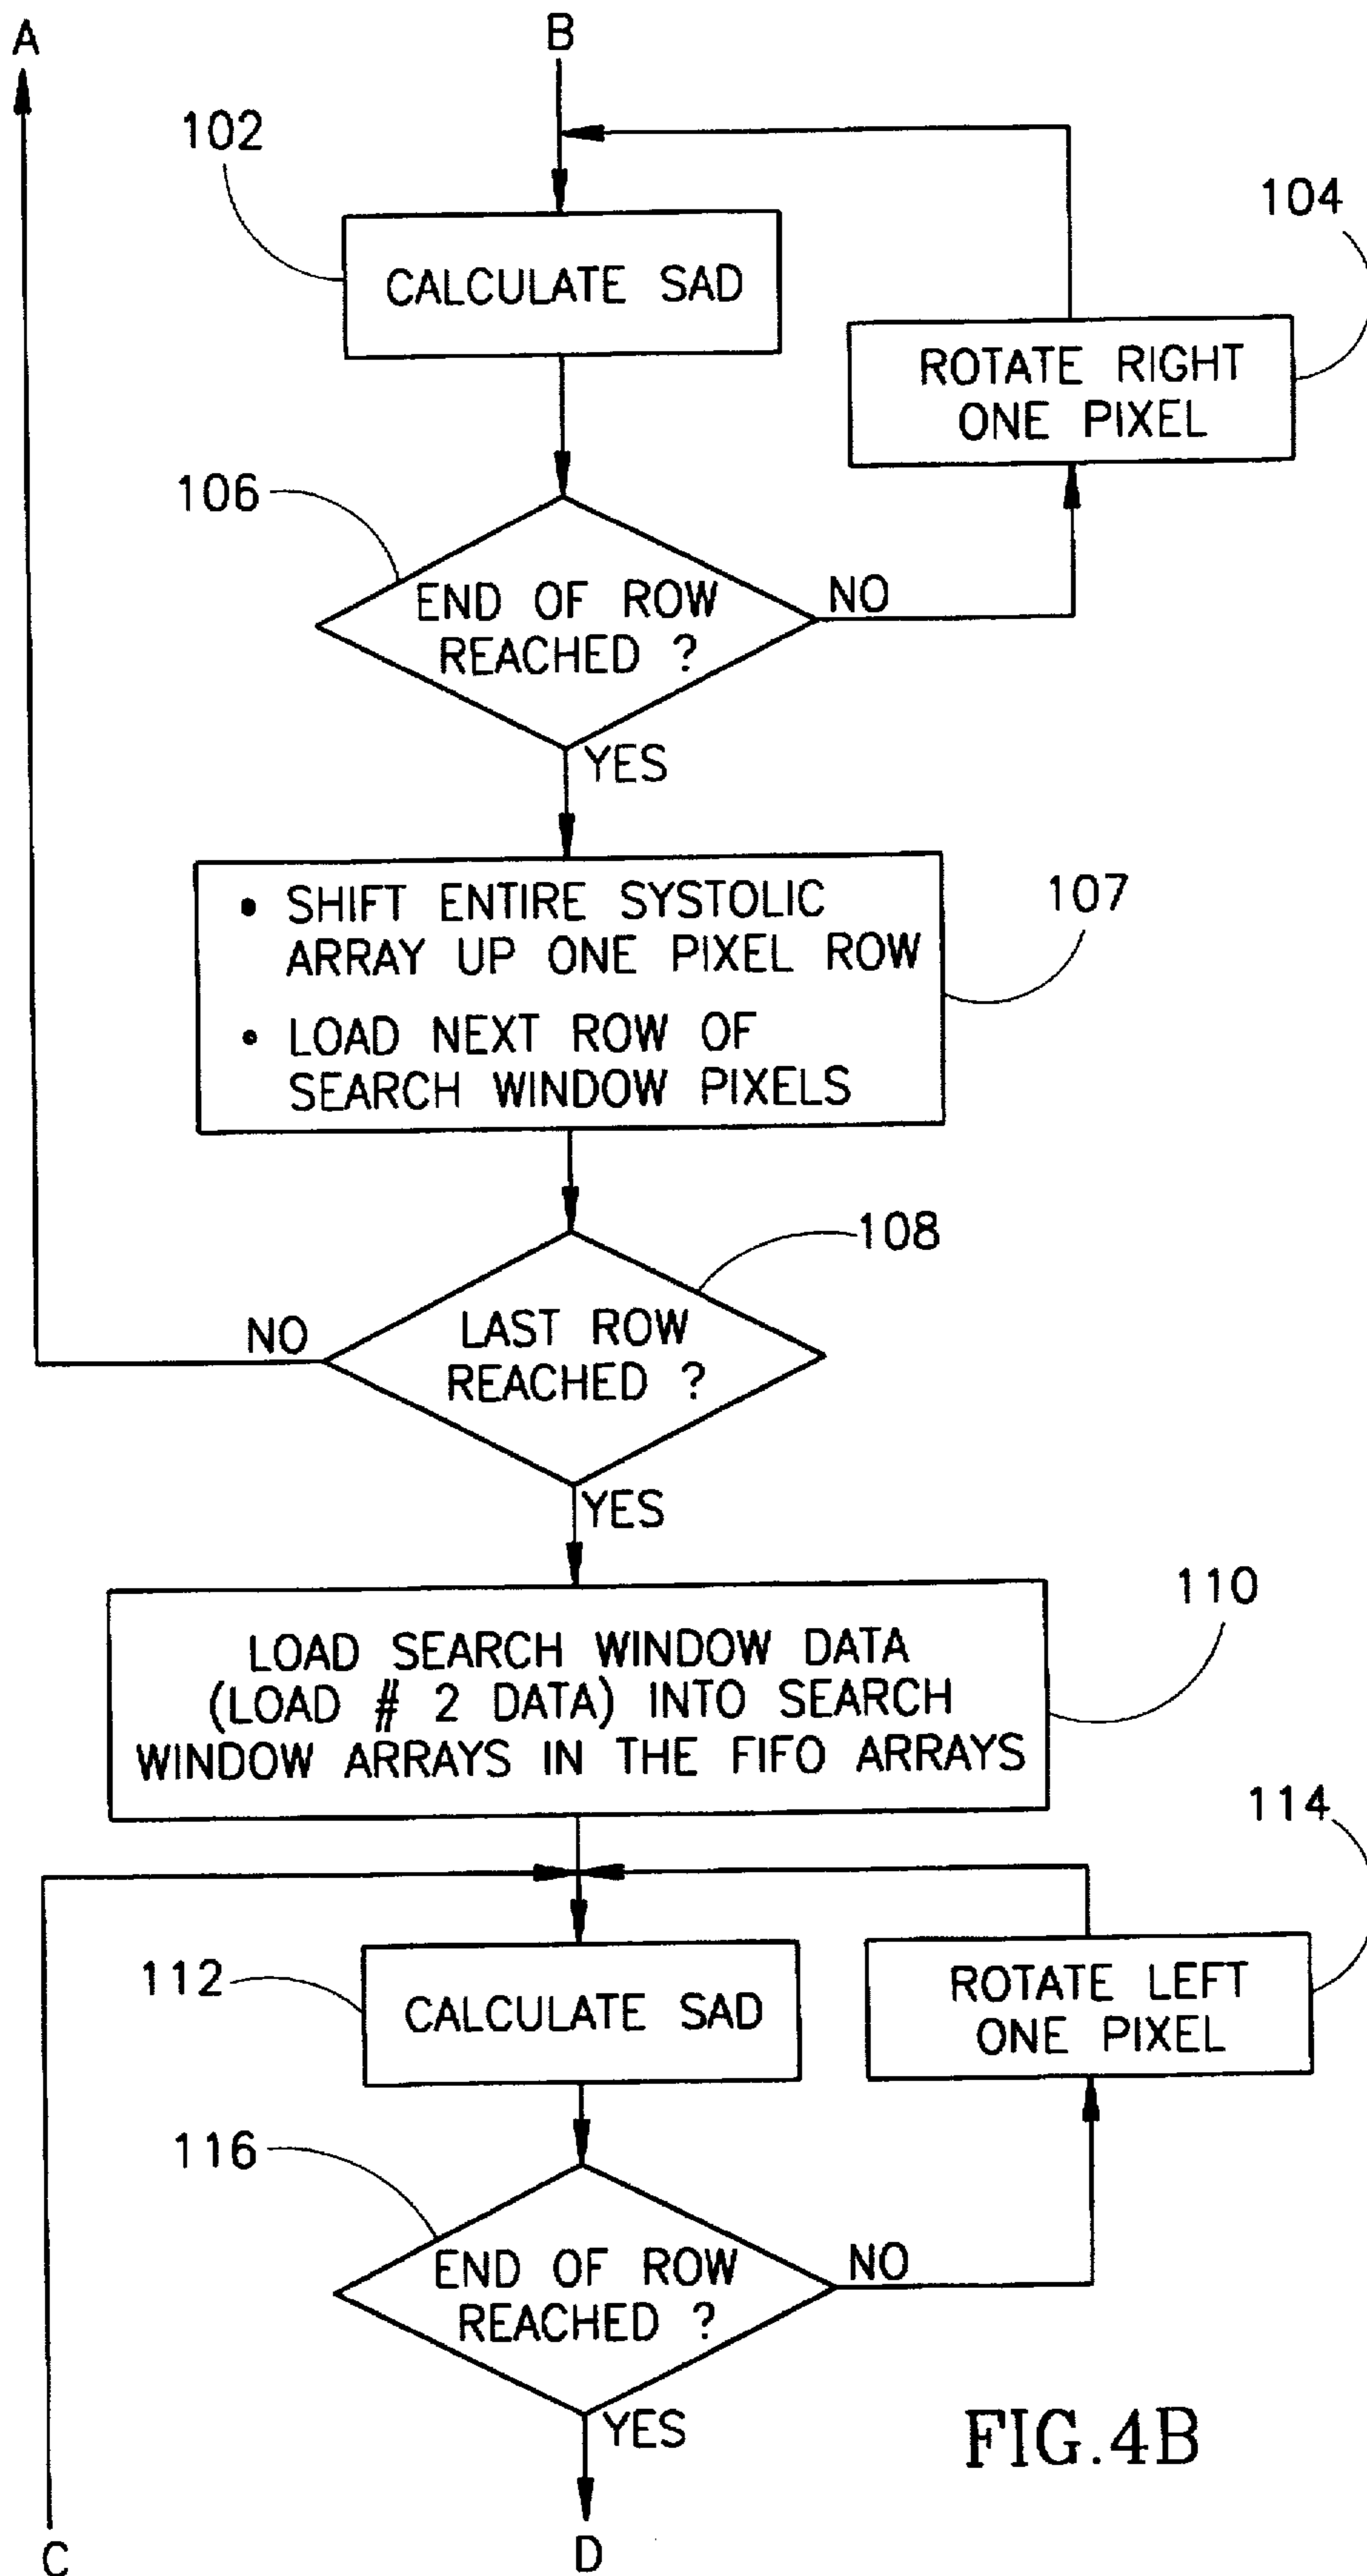 A
B
102
CALCULATE SAD
104
ROTATE RIGHT
ONE PIXEL
106
END OF ROW
REACHED ?
NO
YES
• SHIFT ENTIRE SYSTOLIC
ARRAY UP ONE PIXEL ROW
• LOAD NEXT ROW OF
SEARCH WINDOW PIXELS
107
108
LAST ROW
REACHED ?
NO
YES
110
LOAD SEARCH WINDOW DATA
(LOAD # 2 DATA) INTO SEARCH
WINDOW ARRAYS IN THE FIFO ARRAYS
112
CALCULATE SAD
114
ROTATE LEFT
ONE PIXEL
116
END OF ROW
REACHED ?
NO
YES
C
D
FIG.4B